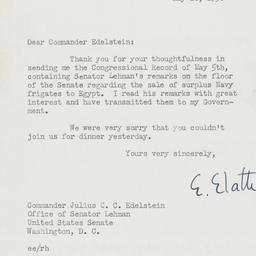 Dear Commander Edelstein:
Thank you for your thoughtfulness in
sending me the Congressional Record of May 5th,
containing Senator Lehman's remarks on the floor
of the Senate regarding the sale of surplus Navy
frigates to Egypt. I read his remarks with great
interest and have transmitted them to my Govern-
ment.
We were very sorry that you couldn't
join us for dinner yesterday.
Yours very sincerely,
E. Elath
Commander Julius C. C. Edelstein
Office of Senator Lehman
United States Senate
Washington, D. C.
ee/rh